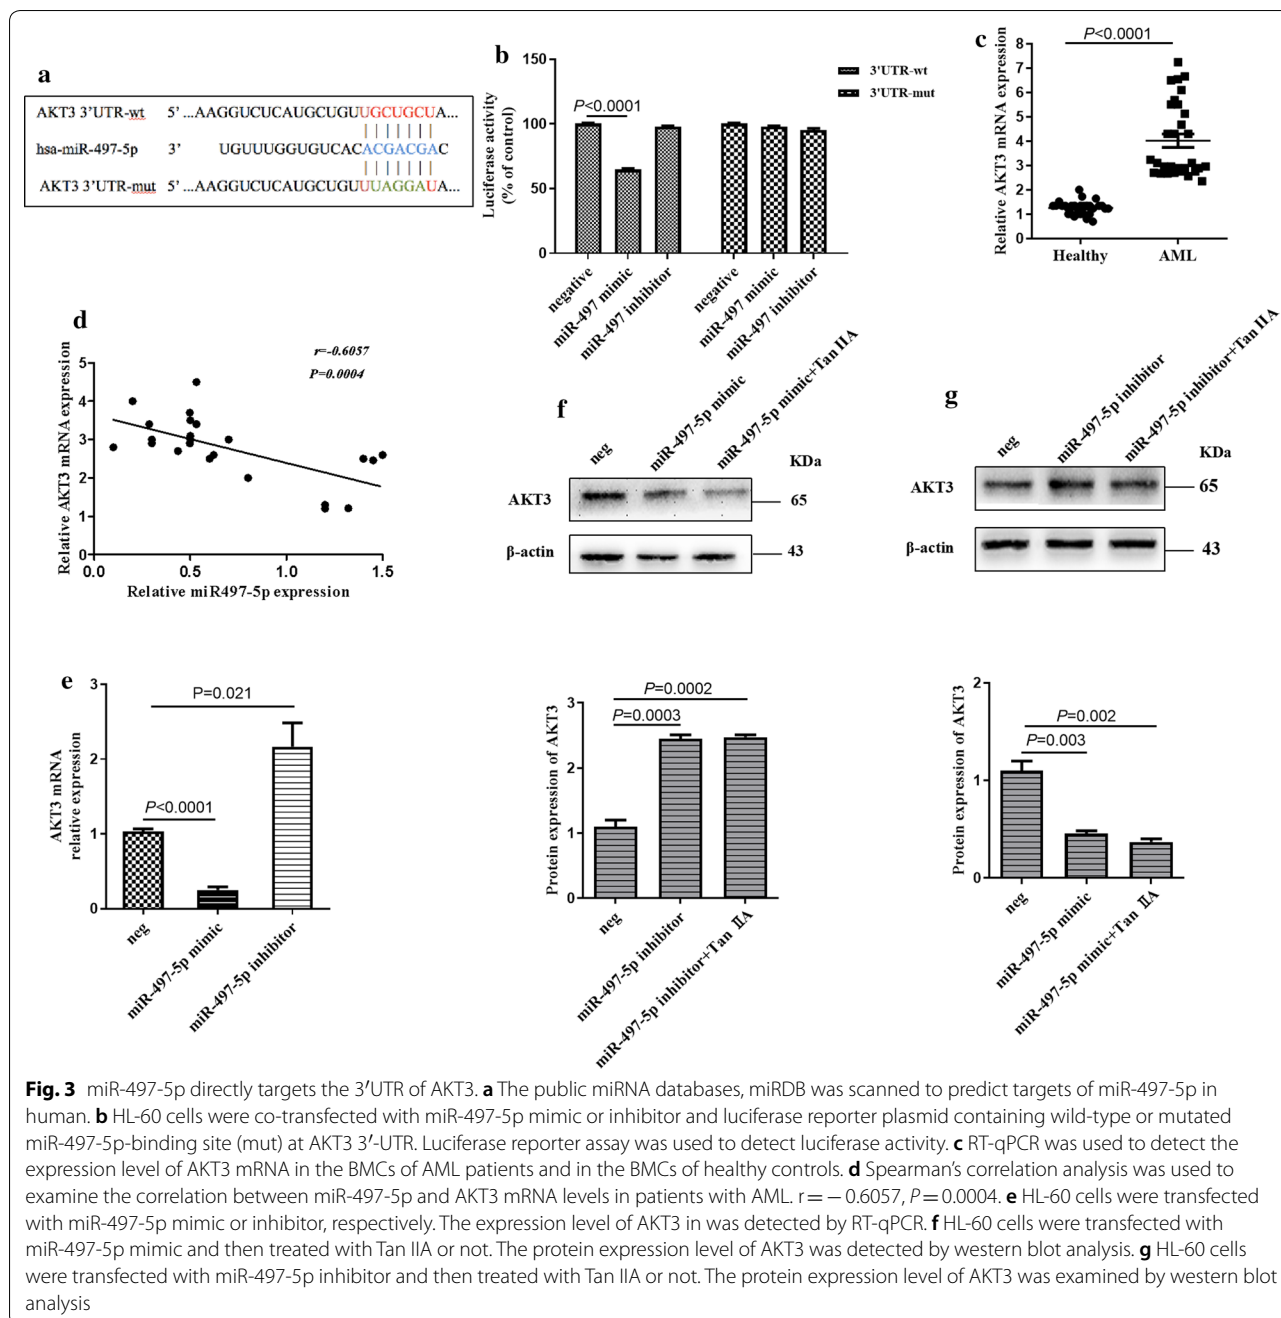 a
AKT3 3'UTR-wt 5' ...AAGGUCUCAUGCUGUUGCUGCUA...
hsa-miR-497-5p 3' UGUUUGGUGUCACACGACGAC
AKT3 3'UTR-mut 5' ...AAGGUCUCAUGCUGUUUAGGAUA...
b
150
100
50
0
Luciferase activity
(% of control)
P<0.0001
3'UTR-wt
3'UTR-mut
negative
miR-497 mimic
miR-497 inhibitor
negative
miR-497 mimic
miR-497 inhibitor
c
P<0.0001
8
7
6
5
4
3
2
1
0
Relative AKT3 mRNA expression
Healthy
AML
d
r=-0.6057
P=0.0004
5
4
3
2
1
0
Relative AKT3 mRNA expression
0.0
0.5
1.0
1.5
Relative miR497-5p expression
f
neg
miR-497-5p mimic
miR-497-5p mimic+Tan IIA
KDa
AKT3
65
β-actin
43
g
neg
miR-497-5p inhibitor
miR-497-5p inhibitor+Tan IIA
KDa
AKT3
65
β-actin
43
e
3
2
1
0
AKT3 mRNA
relative expression
P=0.021
P<0.0001
neg
miR-497-5p mimic
miR-497-5p inhibitor
3
2
1
0
Protein expression of AKT3
P=0.0002
P=0.0003
neg
miR-497-5p inhibitor
miR-497-5p inhibitor+Tan IIA
2
1
0
Protein expression of AKT3
P=0.002
P=0.003
neg
miR-497-5p mimic
miR-497-5p mimic+Tan IIA
Fig. 3 miR-497-5p directly targets the 3′UTR of AKT3. a The public miRNA databases, miRDB was scanned to predict targets of miR-497-5p in
human. b HL-60 cells were co-transfected with miR-497-5p mimic or inhibitor and luciferase reporter plasmid containing wild-type or mutated
miR-497-5p-binding site (mut) at AKT3 3′-UTR. Luciferase reporter assay was used to detect luciferase activity. c RT-qPCR was used to detect the
expression level of AKT3 mRNA in the BMCs of AML patients and in the BMCs of healthy controls. d Spearman's correlation analysis was used to
examine the correlation between miR-497-5p and AKT3 mRNA levels in patients with AML. r = − 0.6057, P = 0.0004. e HL-60 cells were transfected
with miR-497-5p mimic or inhibitor, respectively. The expression level of AKT3 in was detected by RT-qPCR. f HL-60 cells were transfected with
miR-497-5p mimic and then treated with Tan IIA or not. The protein expression level of AKT3 was detected by western blot analysis. g HL-60 cells
were transfected with miR-497-5p inhibitor and then treated with Tan IIA or not. The protein expression level of AKT3 was examined by western blot
analysis